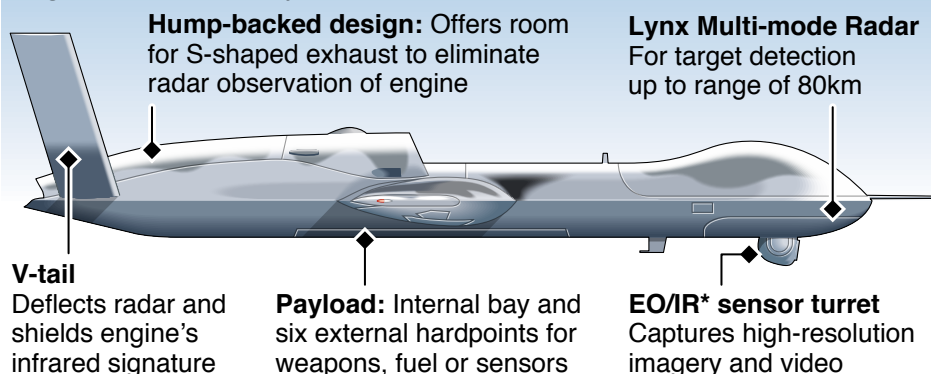 Hump-backed design: Offers room
for S-shaped exhaust to eliminate
radar observation of engine
Lynx Multi-mode Radar
For target detection
up to range of 80km
V-tail
Deflects radar and
shields engine's
infrared signature
Payload: Internal bay and
six external hardpoints for
weapons, fuel or sensors
EO/IR* sensor turret
Captures high-resolution
imagery and video